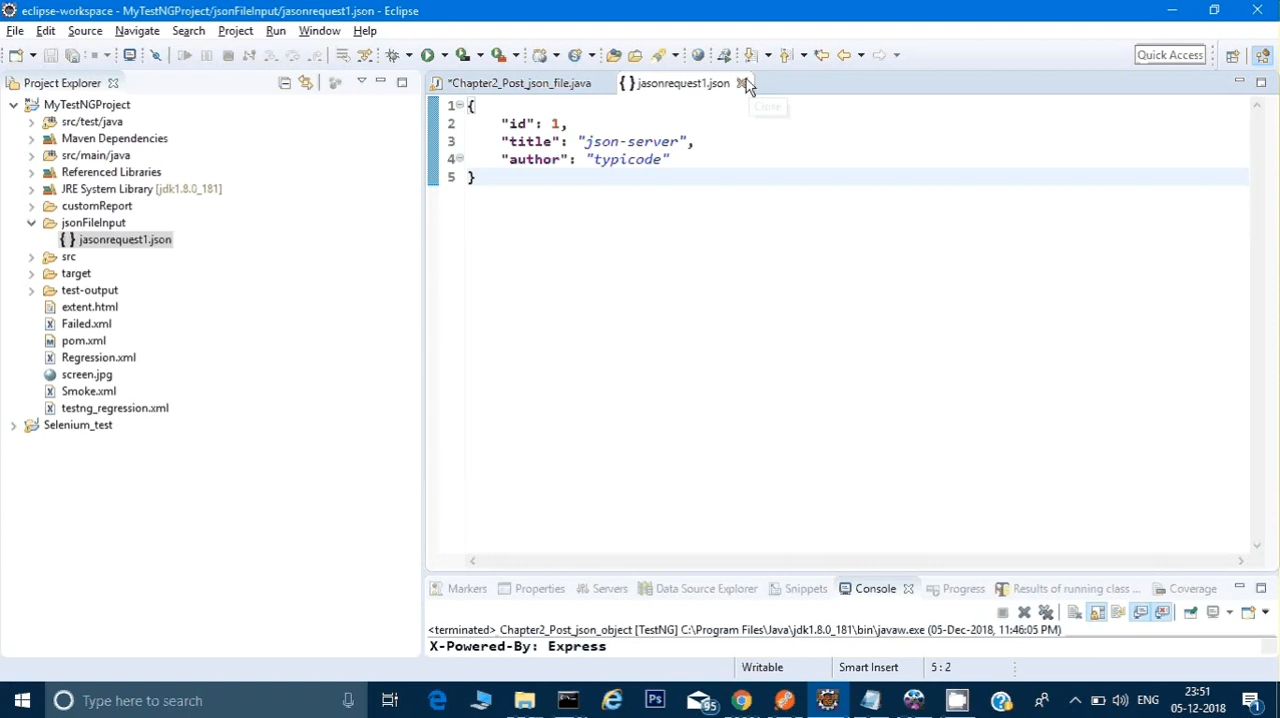 eclipse-workspace - MyTestNGProject/jsonFileInput/jasonrequest1.json - Eclipse
File Edit Source Navigate Search Project Run Window Help
Quick Access
Project Explorer
*Chapter2_Post_json_file.java
{ } jasonrequest1.json
Close
MyTestNGProject
src/test/java
Maven Dependencies
src/main/java
Referenced Libraries
JRE System Library [jdk1.8.0_181]
customReport
jsonFileInput
{ } jasonrequest1.json
src
target
test-output
extent.html
Failed.xml
pom.xml
Regression.xml
screen.jpg
Smoke.xml
testng_regression.xml
Selenium_test
1 {
2 "id": 1,
3 "title": "json-server",
4 "author": "typicode"
5 }
Markers Properties Servers Data Source Explorer Snippets Console Progress Results of running class ... Coverage
<terminated> Chapter2_Post_json_object [TestNG] C:\Program Files\Java\jdk1.8.0_181\bin\javaw.exe (05-Dec-2018, 11:46:05 PM)
X-Powered-By: Express
Writable Smart Insert 5 : 2
Type here to search
Ps
95
ENG
23:51
05-12-2018
1